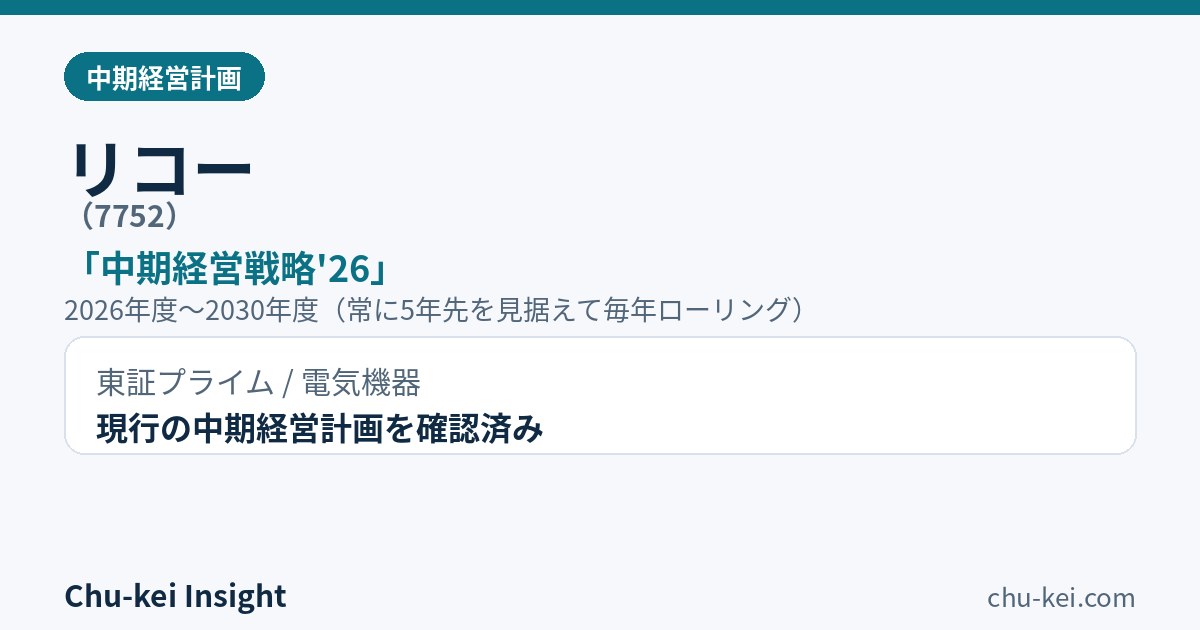 中期経営計画
リコー
（7752）
「中期経営戦略'26」
2026年度〜2030年度（常に5年先を見据えて毎年ローリング）
東証プライム / 電気機器
現行の中期経営計画を確認済み
Chu-kei Insight
chu-kei.com